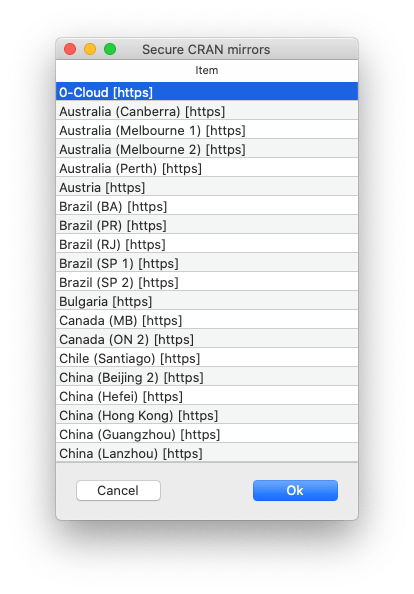 Secure CRAN mirrors
Item
0-Cloud [https]
Australia (Canberra) [https]
Australia (Melbourne 1) [https]
Australia (Melbourne 2) [https]
Australia (Perth) [https]
Austria [https]
Brazil (BA) [https]
Brazil (PR) [https]
Brazil (RJ) [https]
Brazil (SP 1) [https]
Brazil (SP 2) [https]
Bulgaria [https]
Canada (MB) [https]
Canada (ON 2) [https]
Chile (Santiago) [https]
China (Beijing 2) [https]
China (Hefei) [https]
China (Hong Kong) [https]
China (Guangzhou) [https]
China (Lanzhou) [https]
Cancel Ok